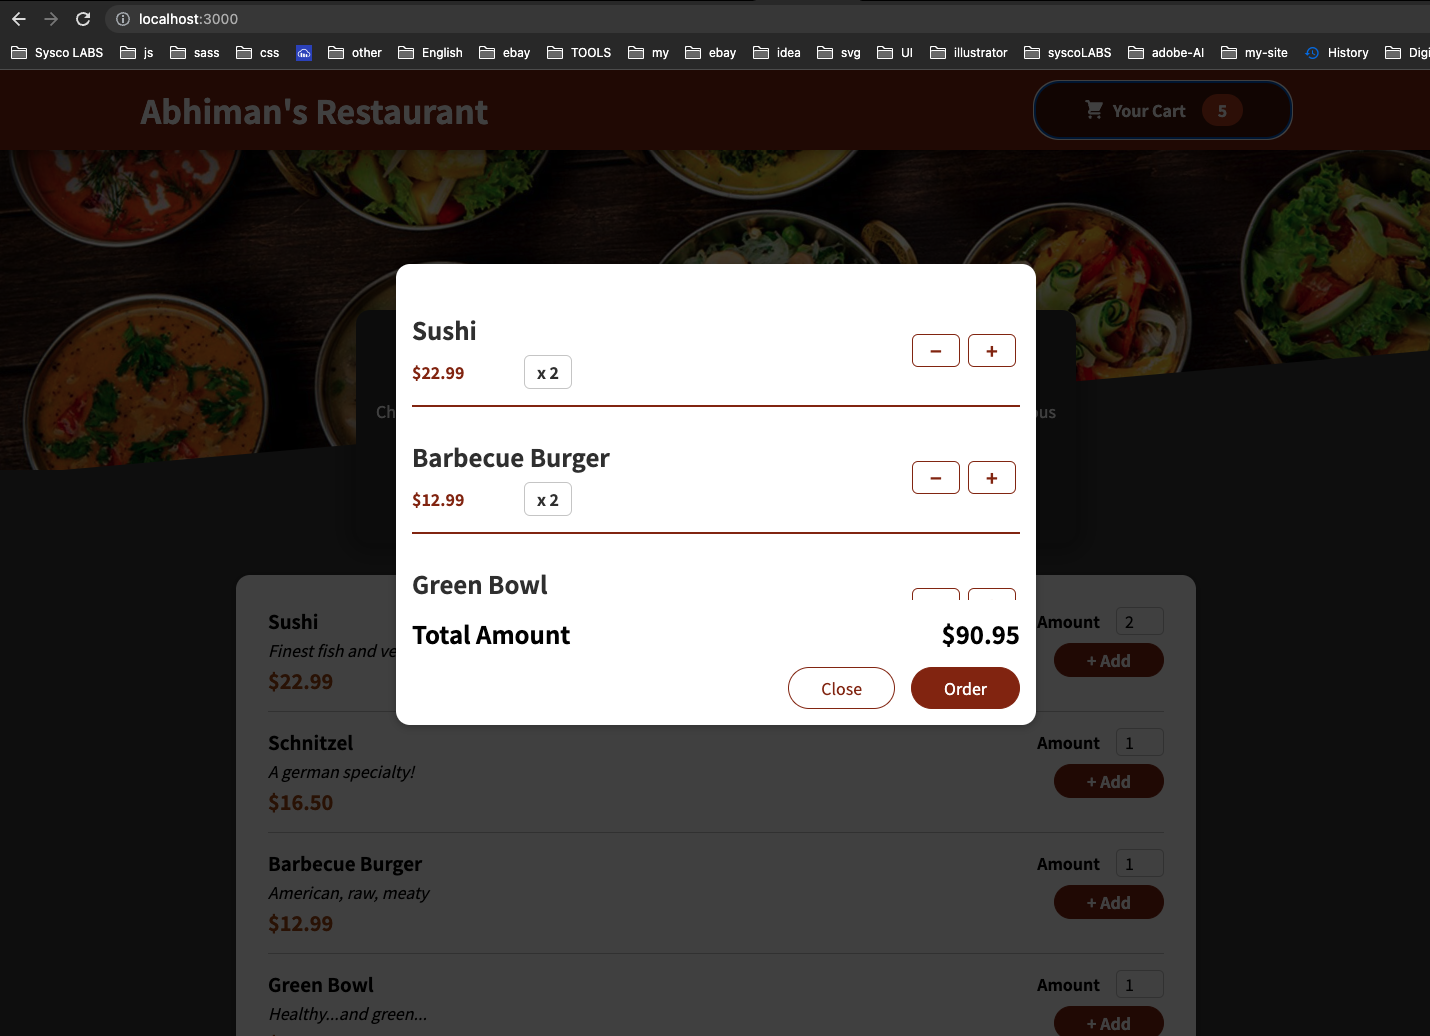 localhost:3000
Sysco LABS js sass css other English ebay TOOLS my ebay idea svg UI illustrator syscoLABS adobe-AI my-site History Digi
Abhiman's Restaurant
Your Cart 5
Sushi
$22.99 x 2
− +
Ch
ous
Barbecue Burger
$12.99 x 2
− +
Green Bowl
Total Amount $90.95
Close Order
Sushi
Finest fish and ve
$22.99
Amount 2
+ Add
Schnitzel
A german specialty!
$16.50
Amount 1
+ Add
Barbecue Burger
American, raw, meaty
$12.99
Amount 1
+ Add
Green Bowl
Healthy...and green...
Amount 1
+ Add